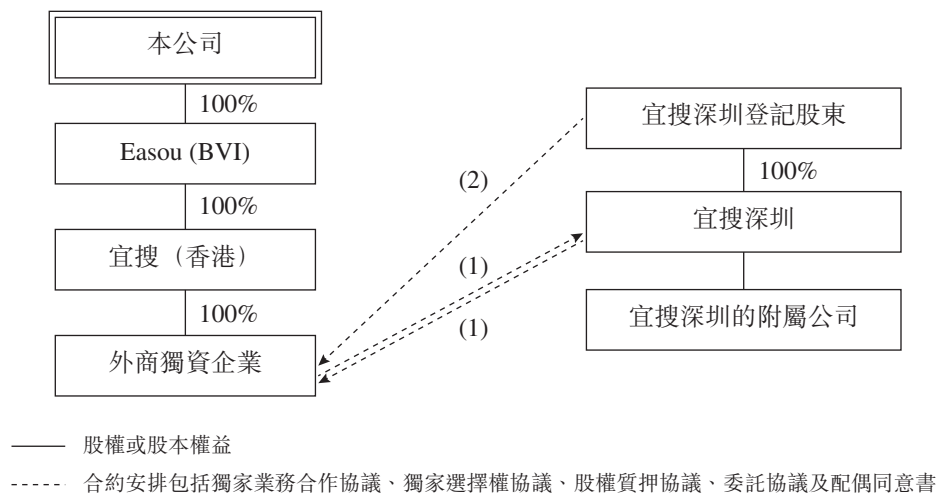 本公司
100%
Easou (BVI)
100%
宜搜（香港）
100%
外商獨資企業
宜搜深圳登記股東
100%
宜搜深圳
宜搜深圳的附屬公司
(2)
(1)
(1)
股權或股本權益
合約安排包括獨家業務合作協議、獨家選擇權協議、股權質押協議、委託協議及配偶同意書